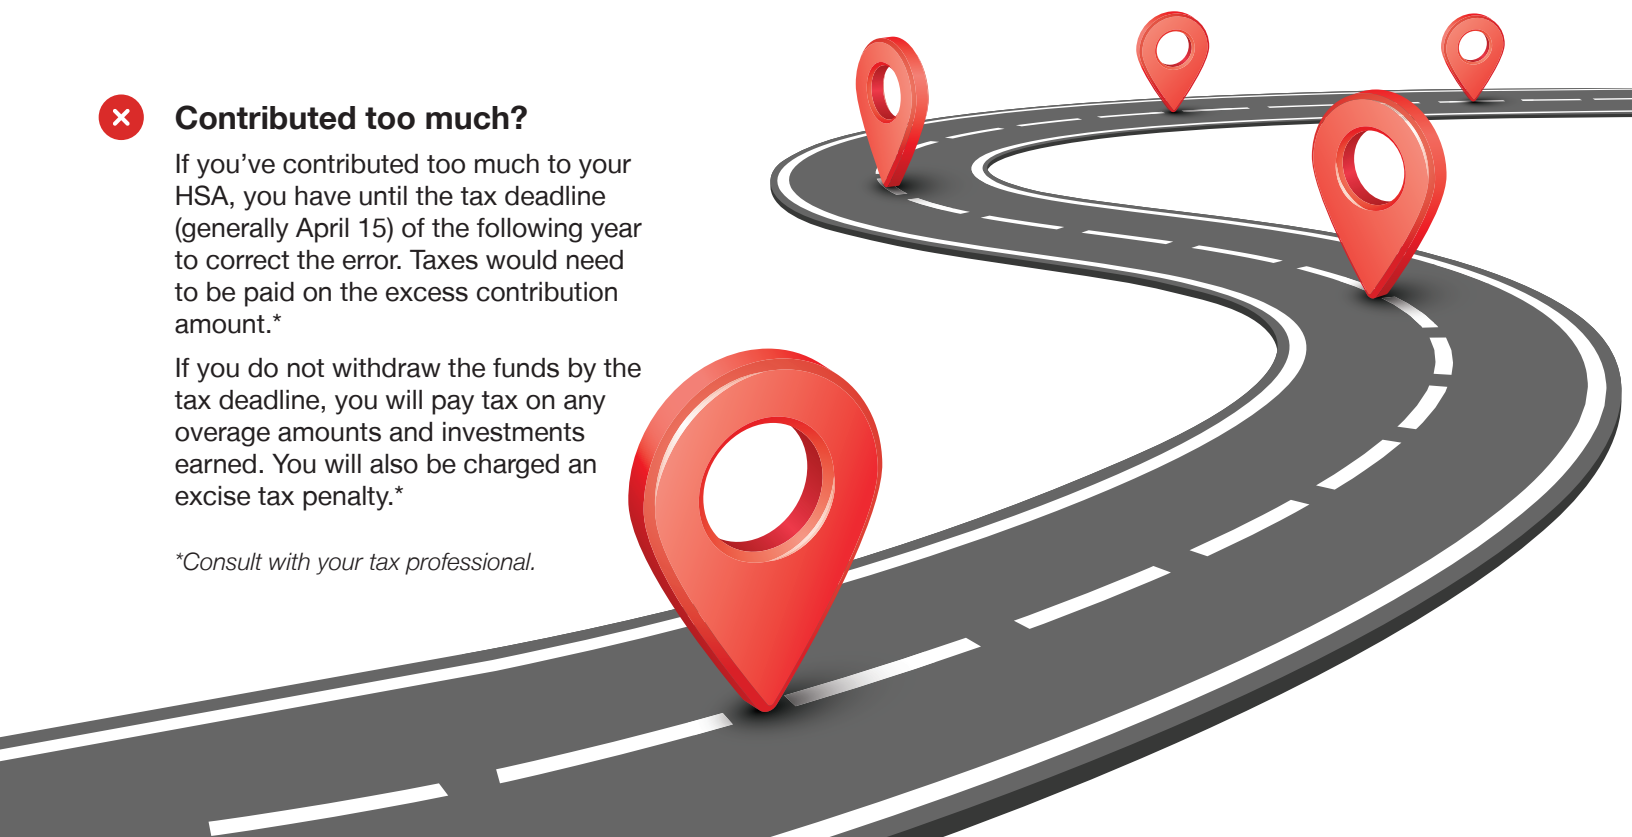 Contributed too much?
If you’ve contributed too much to your
HSA, you have until the tax deadline
(generally April 15) of the following year
to correct the error. Taxes would need
to be paid on the excess contribution
amount.*
If you do not withdraw the funds by the
tax deadline, you will pay tax on any
overage amounts and investments
earned. You will also be charged an
excise tax penalty.*
*Consult with your tax professional.